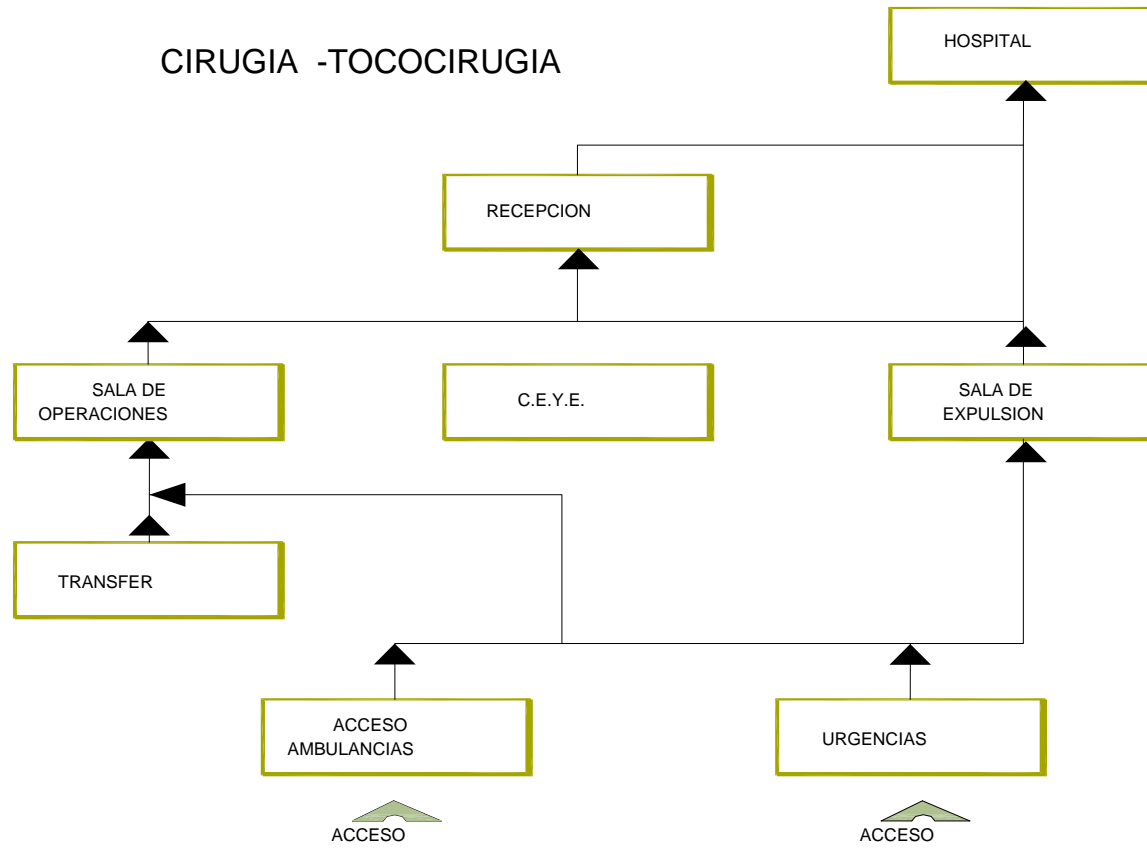 HOSPITAL
CIRUGIA -TOCOCIRUGIA
RECEPCION
SALA DE
OPERACIONES
C.E.Y.E.
SALA DE
EXPULSION
TRANSFER
ACCESO
AMBULANCIAS
URGENCIAS
ACCESO
ACCESO